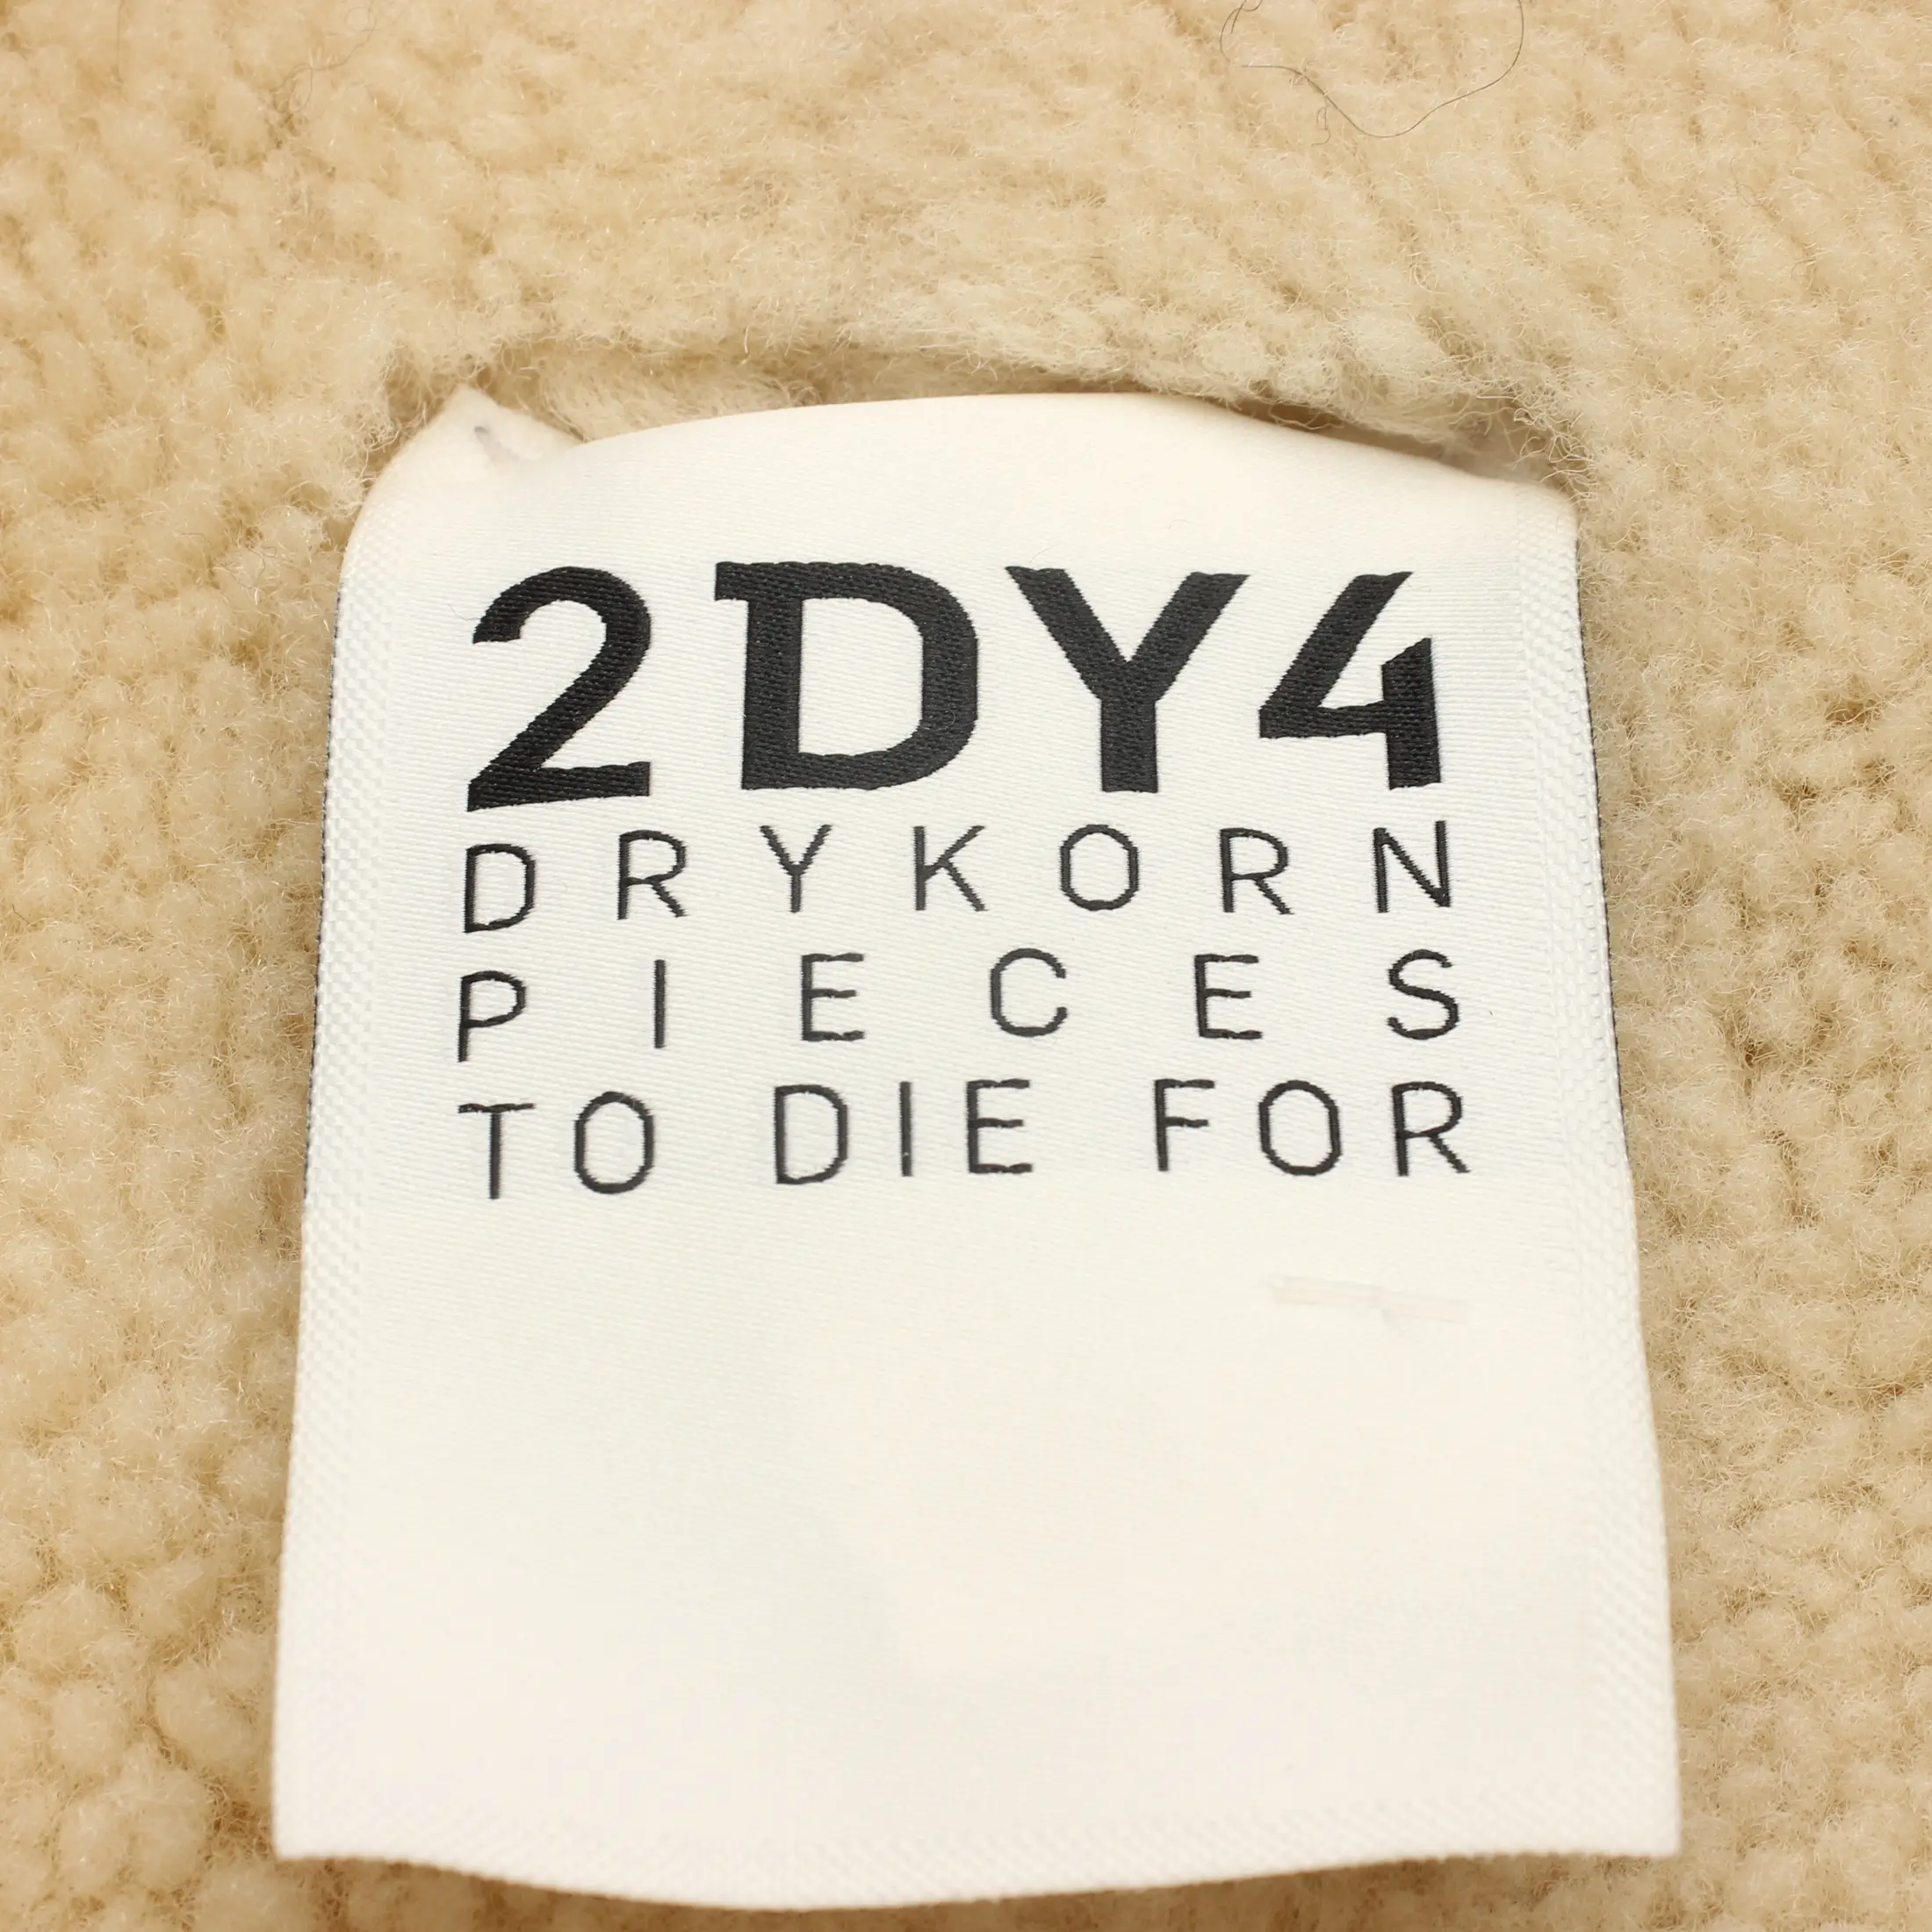 2DY4
DRYKORN
PIECES
TO DIE FOR